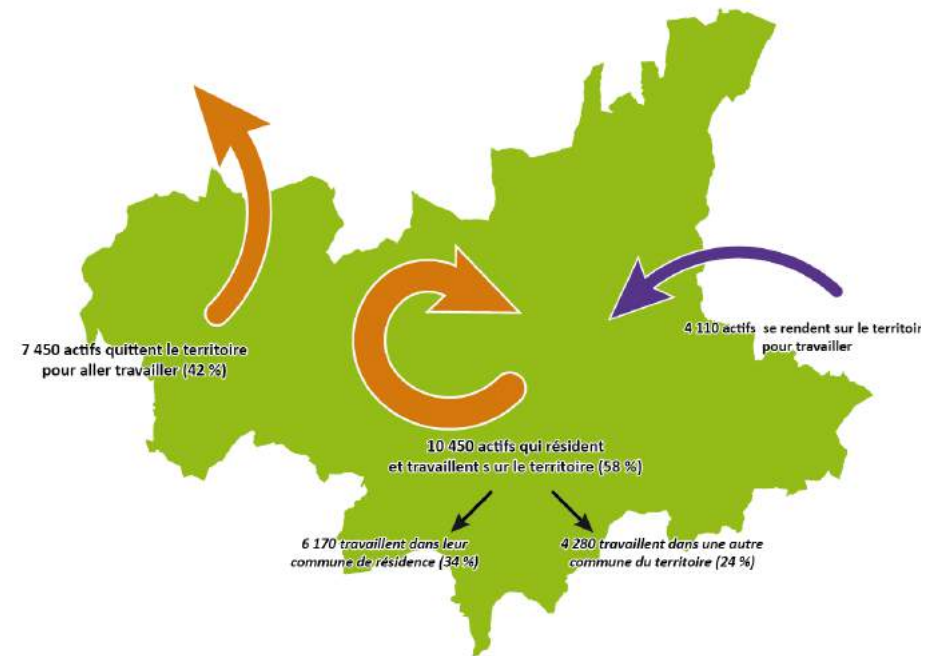 7 450 actifs quittent le territoire
pour aller travailler (42 %)
4 110 actifs se rendent sur le territoir
pour travailler
10 450 actifs qui résident
et travaillent s ur le territoire (58 %)
6 170 travaillent dans leur
commune de résidence (34 %)
4 280 travaillent dans une autre
commune du territoire (24 %)